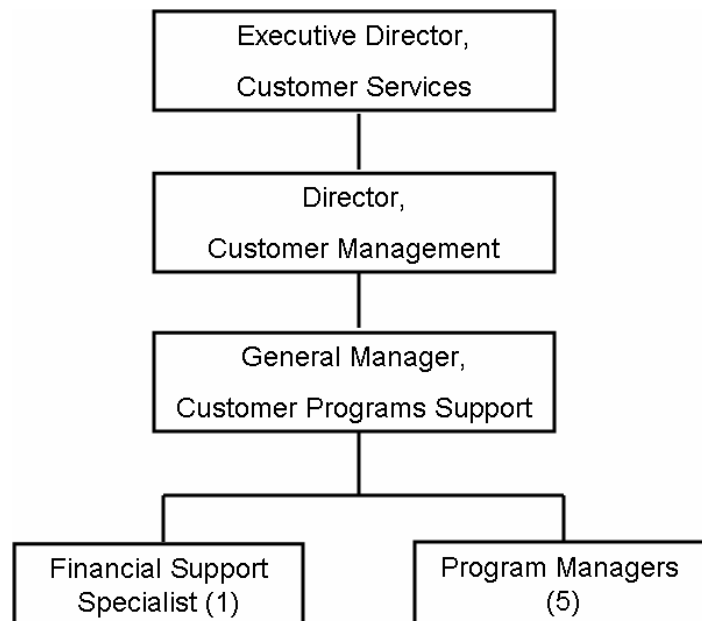 Executive Director,
Customer Services
Director,
Customer Management
General Manager,
Customer Programs Support
Financial Support
Specialist (1)
Program Managers
(5)